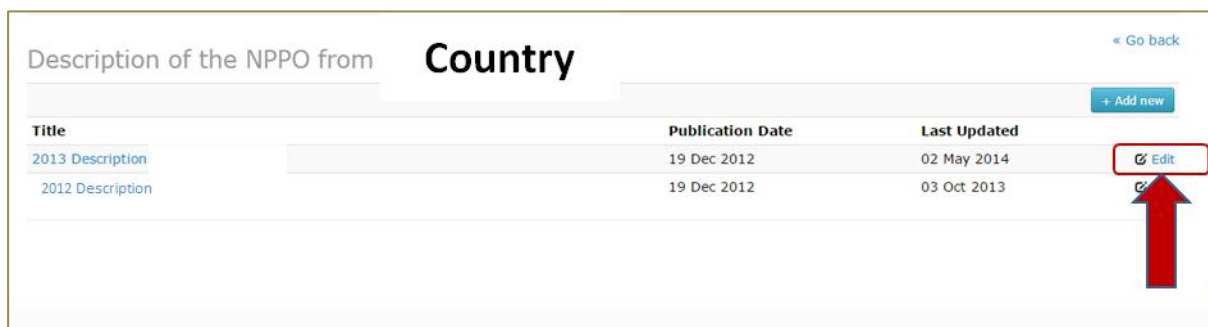 « Go back
Description of the NPPO from Country
+ Add new
Title Publication Date Last Updated
2013 Description 19 Dec 2012 02 May 2014 Edit
2012 Description 19 Dec 2012 03 Oct 2013